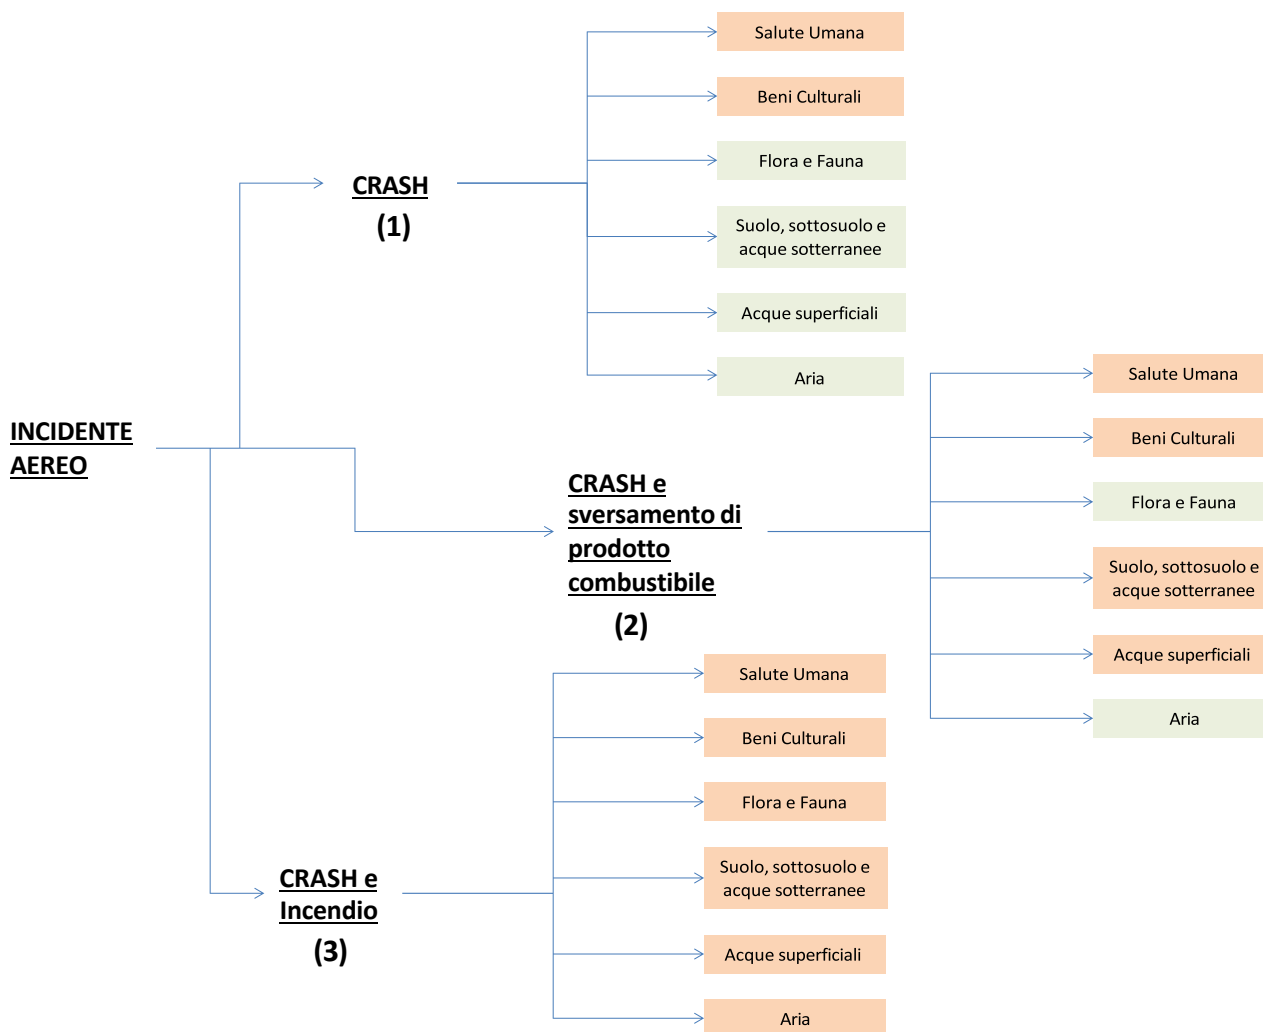 INCIDENTE
AEREO
CRASH
(1)
Salute Umana
Beni Culturali
Flora e Fauna
Suolo, sottosuolo e
acque sotterranee
Acque superficiali
Aria
CRASH e
sversamento di
prodotto
combustibile
(2)
Salute Umana
Beni Culturali
Flora e Fauna
Suolo, sottosuolo e
acque sotterranee
Acque superficiali
Aria
CRASH e
Incendio
(3)
Salute Umana
Beni Culturali
Flora e Fauna
Suolo, sottosuolo e
acque sotterranee
Acque superficiali
Aria